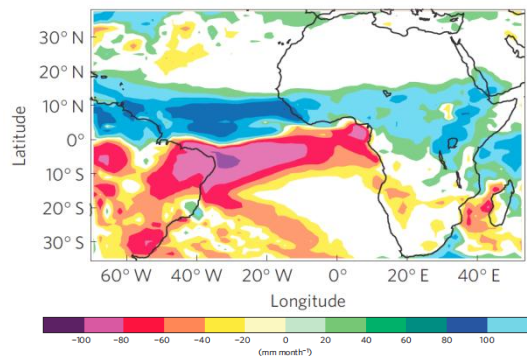 30° N
20° N
10° N
0°
10° S
20° S
30° S
Latitude
60° W 40° W 20° W 0° 20° E 40° E
Longitude
−100 −80 −60 −40 −20 0 20 40 60 80 100
(mm month⁻¹)